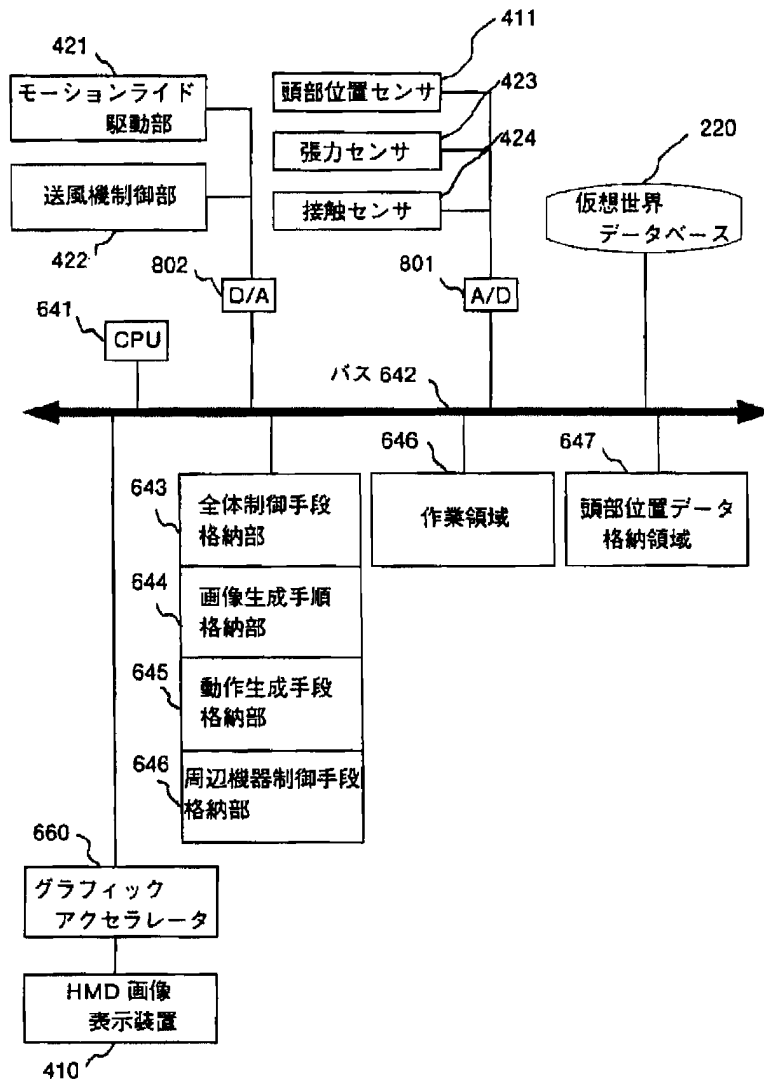 421
モーションライド
駆動部
送風機制御部
422
411
頭部位置センサ
423
張力センサ
424
接触センサ
220
仮想世界
データベース
802
D/A
801
A/D
641
CPU
バス 642
643
全体制御手段
格納部
644
画像生成手順
格納部
645
動作生成手段
格納部
646
周辺機器制御手段
格納部
646
作業領域
647
頭部位置データ
格納領域
660
グラフィック
アクセラレータ
HMD 画像
表示装置
410